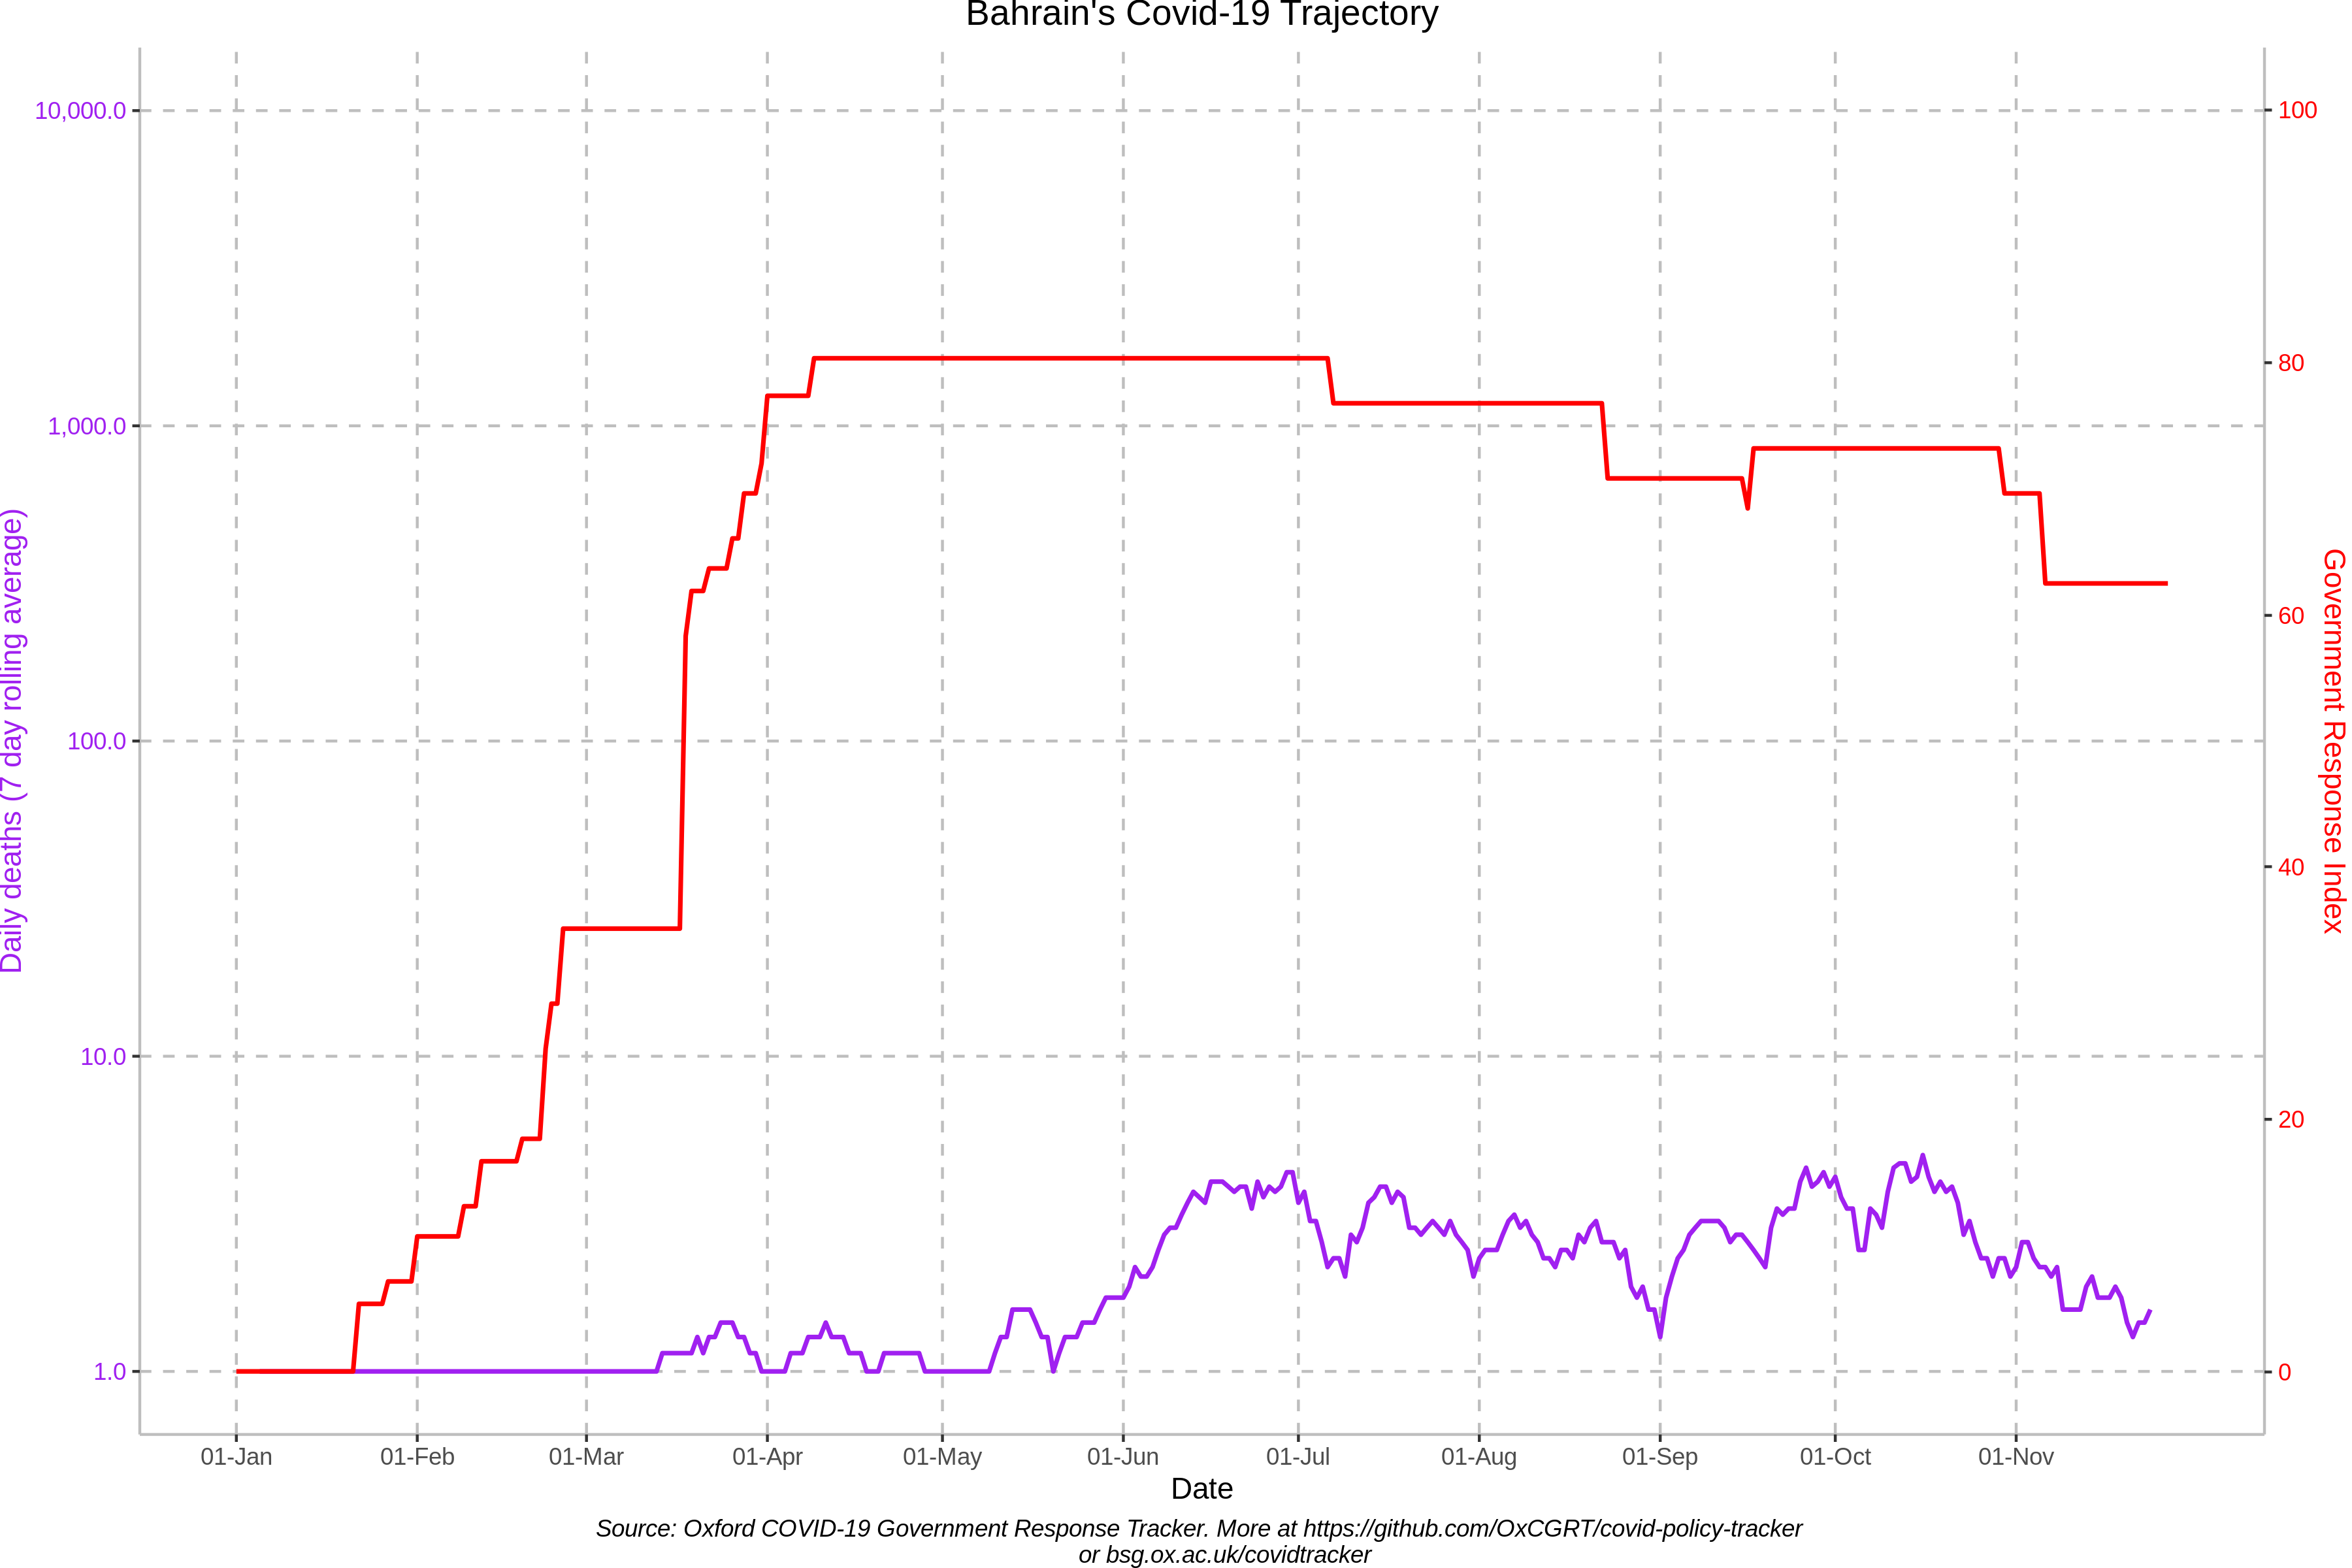 Bahrain's Covid-19 Trajectory
10,000.0
1,000.0
100.0
10.0
1.0
Daily deaths (7 day rolling average)
100
80
60
40
20
0
Government Response Index
01-Jan 01-Feb 01-Mar 01-Apr 01-May 01-Jun 01-Jul 01-Aug 01-Sep 01-Oct 01-Nov
Date
Source: Oxford COVID-19 Government Response Tracker. More at https://github.com/OxCGRT/covid-policy-tracker
or bsg.ox.ac.uk/covidtracker